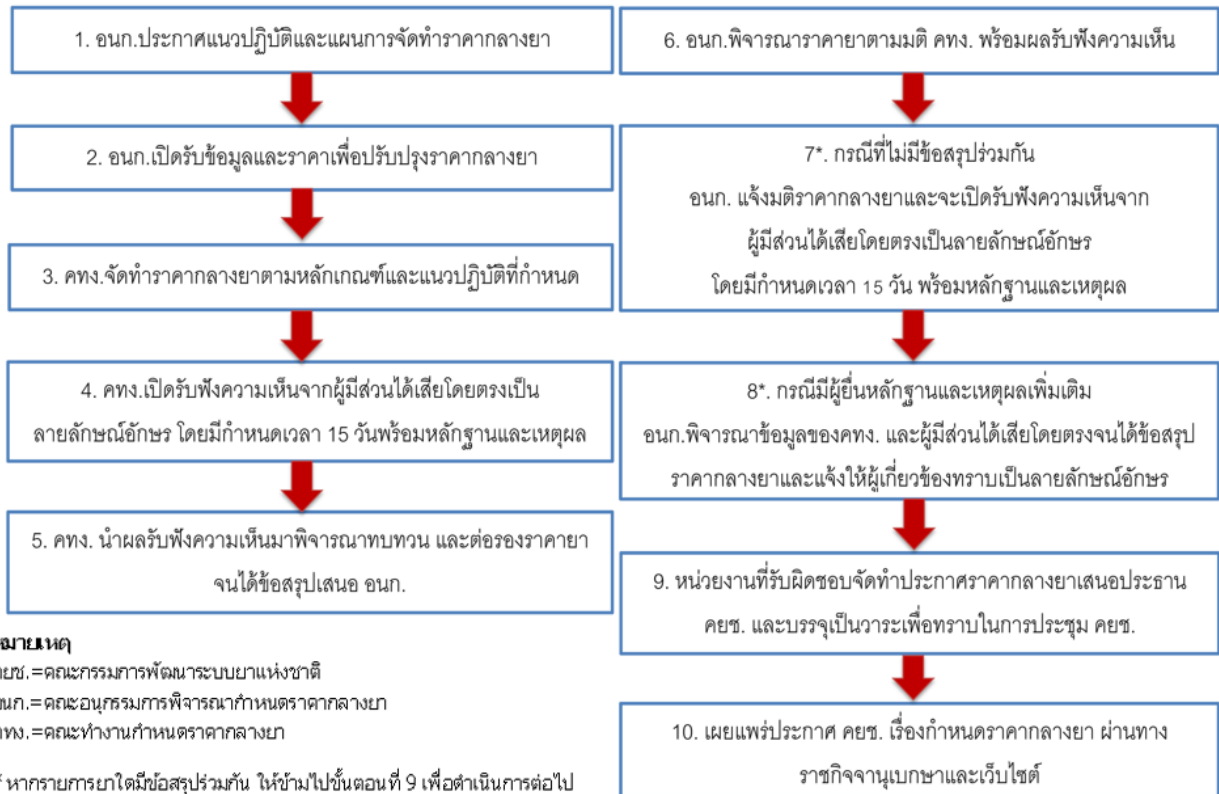 1. อนก.ประกาศแนวปฏิบัติและแผนการจัดทำราคากลางยา
2. อนก.เปิดรับข้อมูลและราคาเพื่อปรับปรุงราคากลางยา
3. คทง.จัดทำราคากลางยาตามหลักเกณฑ์และแนวปฏิบัติที่กำหนด
4. คทง.เปิดรับฟังความเห็นจากผู้มีส่วนได้เสียโดยตรงเป็น
ลายลักษณ์อักษร โดยมีกำหนดเวลา 15 วันพร้อมหลักฐานและเหตุผล
5. คทง. นำผลรับฟังความเห็นมาพิจารณาทบทวน และต่อรองราคายา
จนได้ข้อสรุปเสนอ อนก.
หมายเหตุ
คยช.=คณะกรรมการพัฒนาระบบยาแห่งชาติ
อนก.=คณะอนุกรรมการพิจารณากำหนดราคากลางยา
คทง.=คณะทำงานกำหนดราคากลางยา
* หากรายการยาใดมีข้อสรุปร่วมกัน ให้ข้ามไปขั้นตอนที่ 9 เพื่อดำเนินการต่อไป
6. อนก.พิจารณาราคายาตามมติ คทง. พร้อมผลรับฟังความเห็น
7*. กรณีที่ไม่มีข้อสรุปร่วมกัน
อนก. แจ้งมติราคากลางยาและจะเปิดรับฟังความเห็นจาก
ผู้มีส่วนได้เสียโดยตรงเป็นลายลักษณ์อักษร
โดยมีกำหนดเวลา 15 วัน พร้อมหลักฐานและเหตุผล
8*. กรณีมีผู้ยื่นหลักฐานและเหตุผลเพิ่มเติม
อนก.พิจารณาข้อมูลของคทง. และผู้มีส่วนได้เสียโดยตรงจนได้ข้อสรุป
ราคากลางยาและแจ้งให้ผู้เกี่ยวข้องทราบเป็นลายลักษณ์อักษร
9. หน่วยงานที่รับผิดชอบจัดทำประกาศราคากลางยาเสนอประธาน
คยช. และบรรจุเป็นวาระเพื่อทราบในการประชุม คยช.
10. เผยแพร่ประกาศ คยช. เรื่องกำหนดราคากลางยา ผ่านทาง
ราชกิจจานุเบกษาและเว็บไซต์